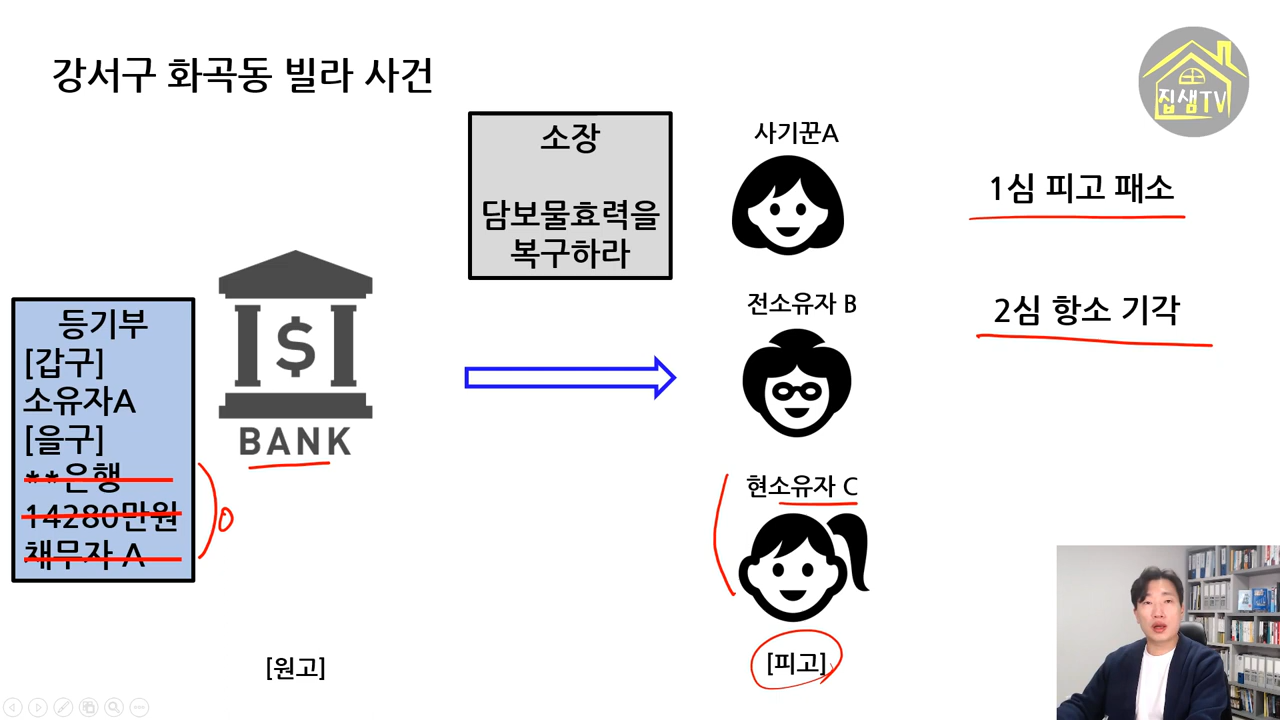 강서구 화곡동 빌라 사건
집샘TV
소장
담보물효력을
복구하라
사기꾼A
1심 피고 패소
전소유자 B
2심 항소 기각
등기부
[갑구]
소유자A
[을구]
**은행
14280만원
채무자 A
$
BANK
현소유자 C
[원고]
[피고]